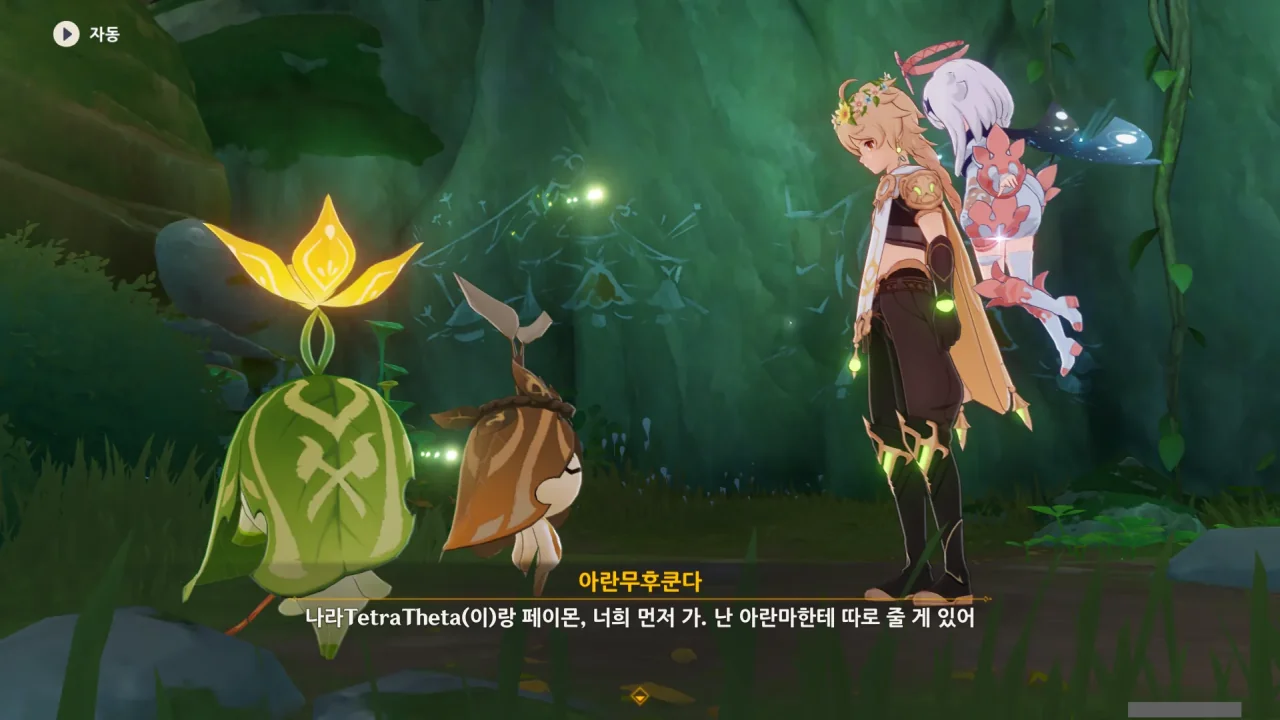 자동
아란무후쿤다
나라TetraTheta(이)랑 페이몬, 너희 먼저 가. 난 아란마한테 따로 줄 게 있어